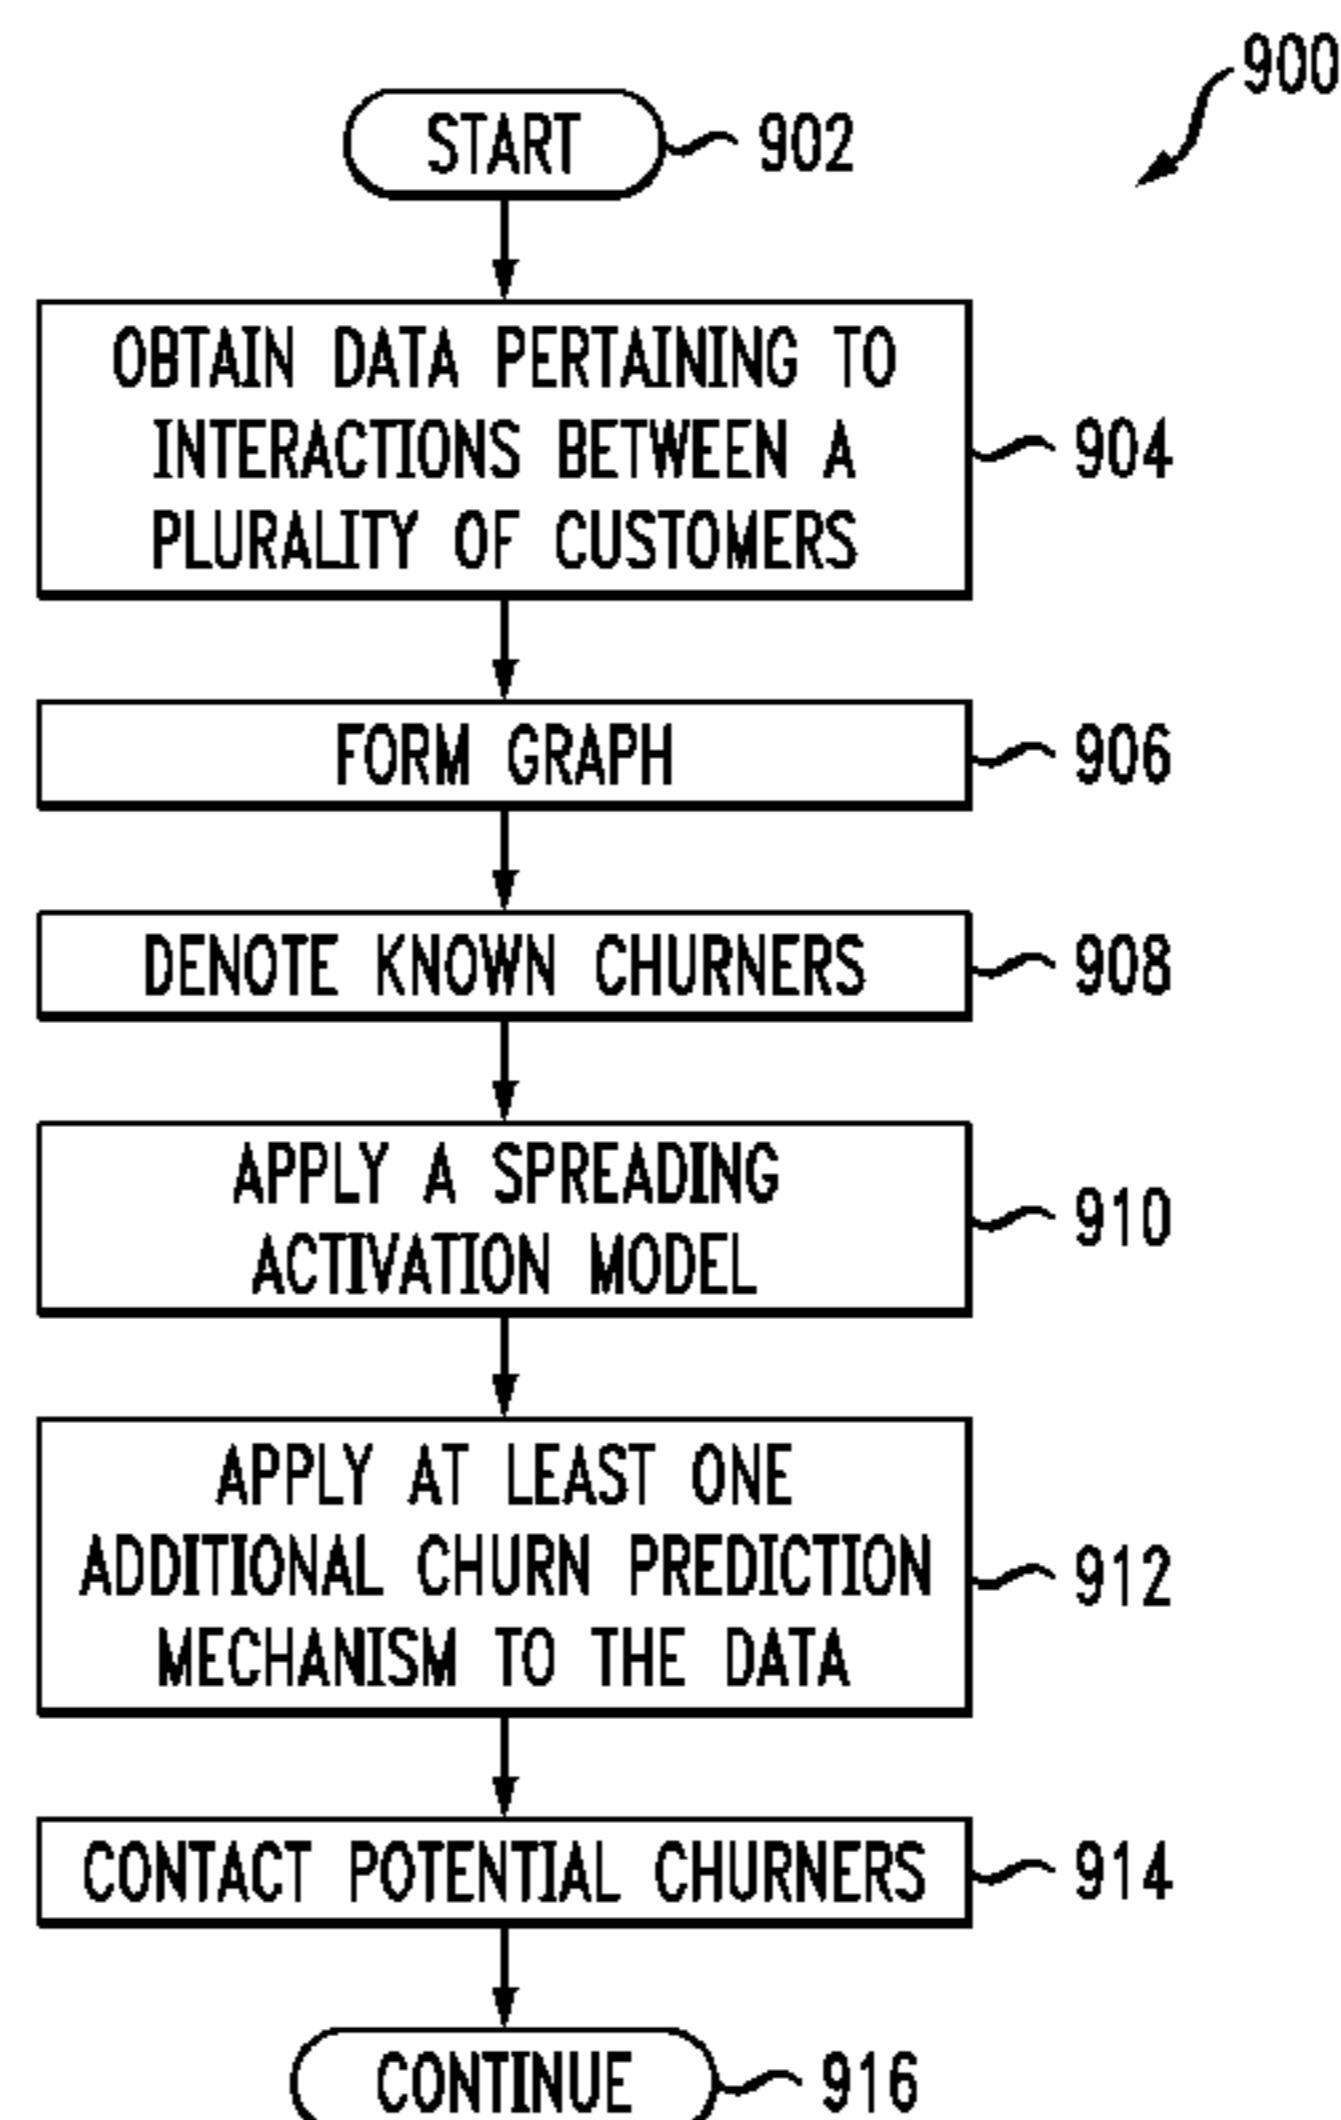 900
START 902
OBTAIN DATA PERTAINING TO
INTERACTIONS BETWEEN A 904
PLURALITY OF CUSTOMERS
FORM GRAPH 906
DENOTE KNOWN CHURNERS 908
APPLY A SPREADING
910
ACTIVATION MODEL
APPLY AT LEAST ONE
ADDITIONAL CHURN PREDICTION 912
MECHANISM TO THE DATA
CONTACT POTENTIAL CHURNERS 914
CONTINUE 916